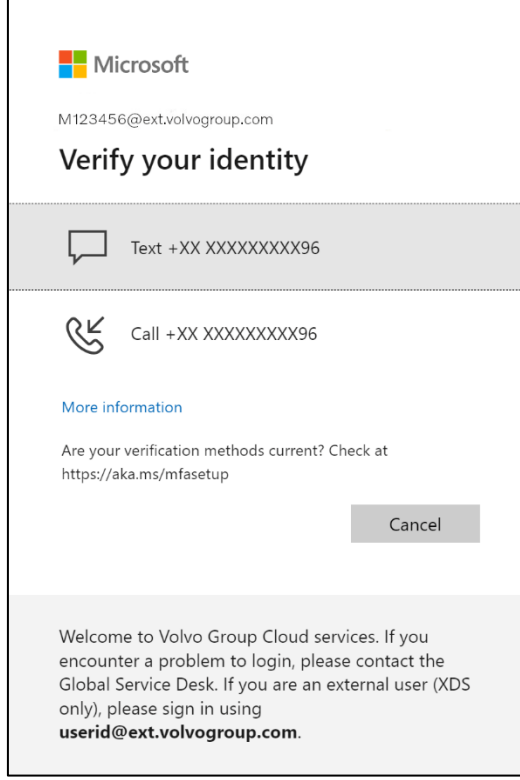 Microsoft
M123456@ext.volvogroup.com
Verify your identity
Text +XX XXXXXXXXX96
Call +XX XXXXXXXXX96
More information
Are your verification methods current? Check at
https://aka.ms/mfasetup
Cancel
Welcome to Volvo Group Cloud services. If you
encounter a problem to login, please contact the
Global Service Desk. If you are an external user (XDS
only), please sign in using
userid@ext.volvogroup.com.